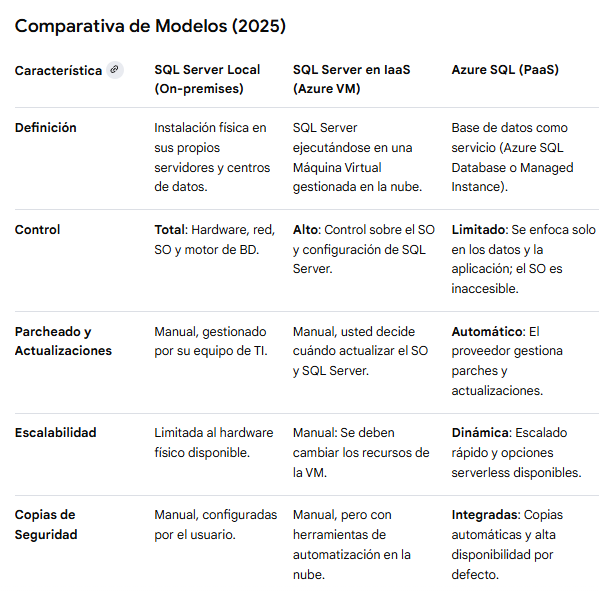 Comparativa de Modelos (2025)
Característica
SQL Server Local
(On-premises)
SQL Server en IaaS
(Azure VM)
Azure SQL (PaaS)
Definición
Instalación física en
sus propios
servidores y centros
de datos.
SQL Server
ejecutándose en una
Máquina Virtual
gestionada en la nube.
Base de datos como
servicio (Azure SQL
Database o Managed
Instance).
Control
Total: Hardware, red,
SO y motor de BD.
Alto: Control sobre el SO
y configuración de SQL
Server.
Limitado: Se enfoca solo
en los datos y la
aplicación; el SO es
inaccesible.
Parcheado y
Actualizaciones
Manual, gestionado
por su equipo de TI.
Manual, usted decide
cuándo actualizar el SO
y SQL Server.
Automático: El
proveedor gestiona
parches y
actualizaciones.
Escalabilidad
Limitada al hardware
físico disponible.
Manual: Se deben
cambiar los recursos de
la VM.
Dinámica: Escalado
rápido y opciones
serverless disponibles.
Copias de
Seguridad
Manual, configuradas
por el usuario.
Manual, pero con
herramientas de
automatización en la
nube.
Integradas: Copias
automáticas y alta
disponibilidad por
defecto.